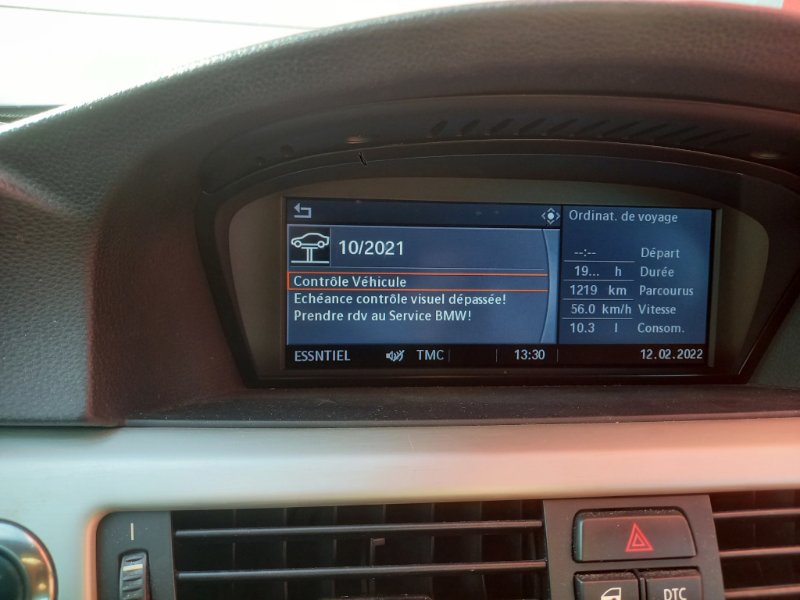 Ordinat. de voyage
10/2021
Contrôle Véhicule
Echéance contrôle visuel dépassée!
Prendre rdv au Service BMW!
--:-- Départ
19... h Durée
1219 km Parcourus
56.0 km/h Vitesse
10.3 l Consom.
ESSNTIEL TMC 13:30 12.02.2022
DTC